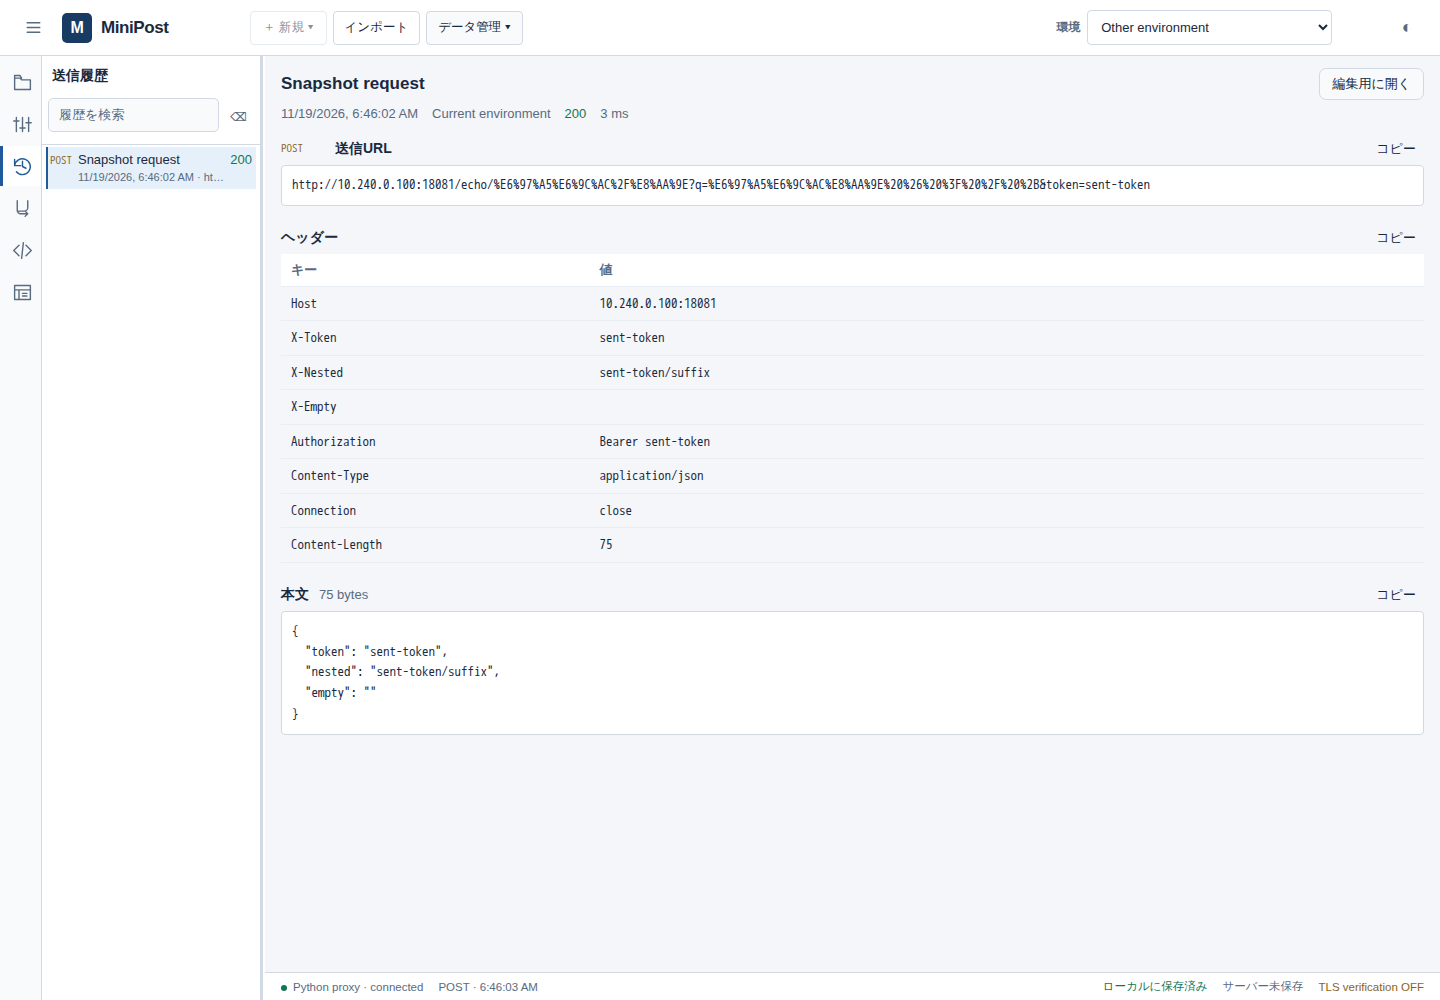 M MiniPost ＋ 新規 ▾ インポート データ管理 ▾ 環境 Other environment
送信履歴
履歴を検索
POST Snapshot request 200
11/19/2026, 6:46:02 AM · ht…
Snapshot request 編集用に開く
11/19/2026, 6:46:02 AM Current environment 200 3 ms
POST 送信URL コピー
http://10.240.0.100:18081/echo/%E6%97%A5%E6%9C%AC%2F%E8%AA%9E?q=%E6%97%A5%E6%9C%AC%E8%AA%9E%20%26%20%3F%20%2F%20%2B&token=sent-token
ヘッダー コピー
キー 値
Host 10.240.0.100:18081
X-Token sent-token
X-Nested sent-token/suffix
X-Empty
Authorization Bearer sent-token
Content-Type application/json
Connection close
Content-Length 75
本文 75 bytes コピー
{
"token": "sent-token",
"nested": "sent-token/suffix",
"empty": ""
}
Python proxy · connected POST · 6:46:03 AM ローカルに保存済み サーバー未保存 TLS verification OFF